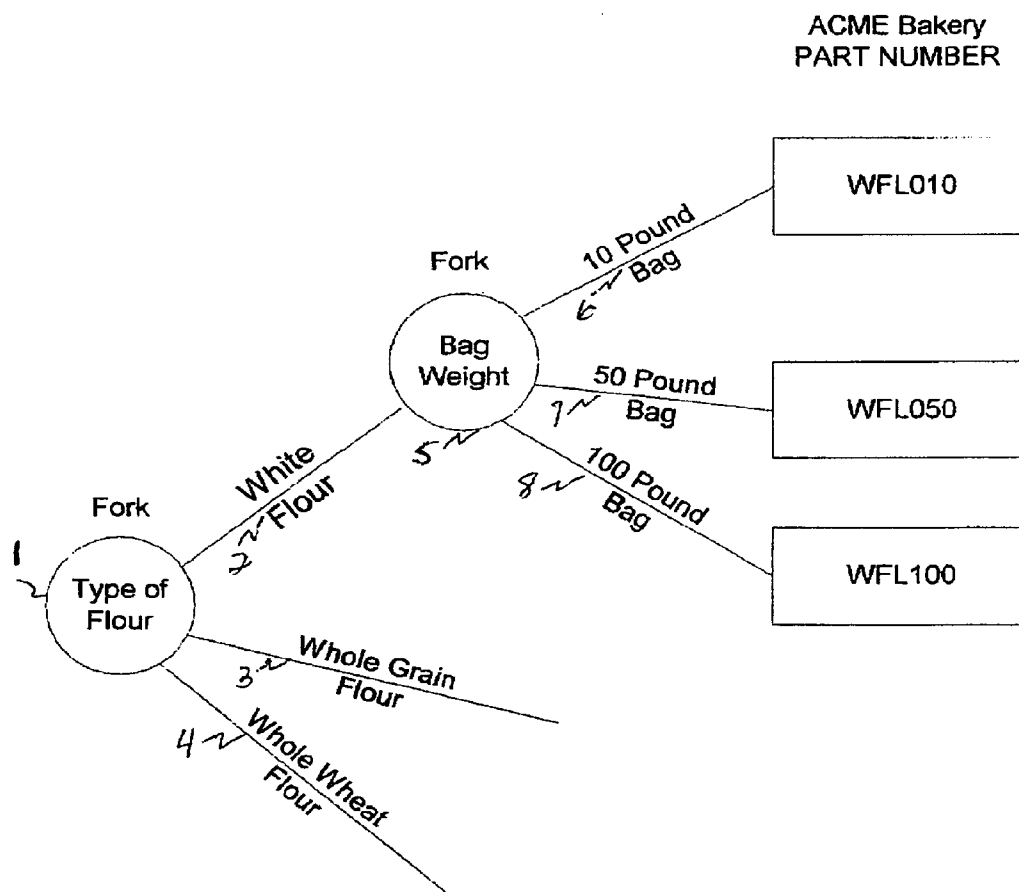 ACME Bakery
PART NUMBER
WFL010
10 Pound
Bag
6
Fork
Bag
Weight
5
50 Pound
Bag
7
WFL050
100 Pound
Bag
8
WFL100
White
Flour
2
Fork
1
Type of
Flour
Whole Grain
Flour
3
Whole Wheat
Flour
4